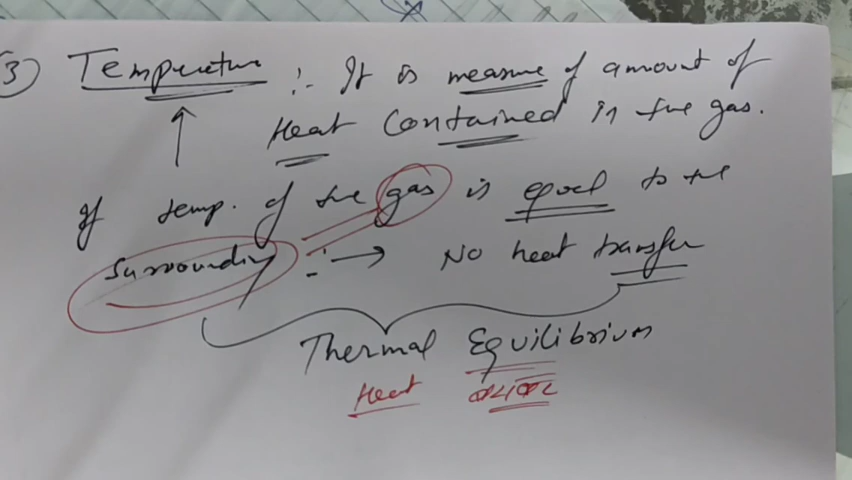 (3) Temperature :- It is measure of amount of
Heat contained in the gas.
If temp. of the gas is equal to the
surrounding :→ No heat transfer
Thermal Equilibrium
Heat